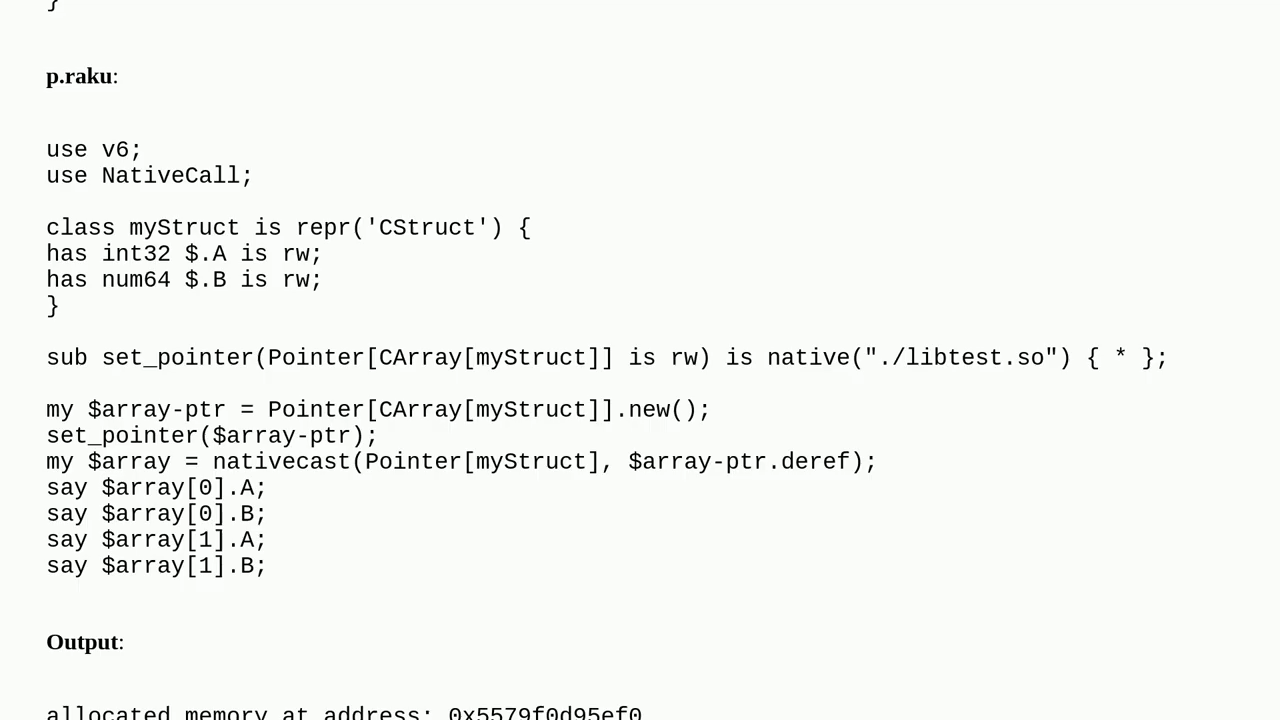 }
p.raku:
use v6;
use NativeCall;
class myStruct is repr('CStruct') {
has int32 $.A is rw;
has num64 $.B is rw;
}
sub set_pointer(Pointer[CArray[myStruct]] is rw) is native("./libtest.so") { * };
my $array-ptr = Pointer[CArray[myStruct]].new();
set_pointer($array-ptr);
my $array = nativecast(Pointer[myStruct], $array-ptr.deref);
say $array[0].A;
say $array[0].B;
say $array[1].A;
say $array[1].B;
Output:
allocated memory at address: 0x5579f0d95ef0